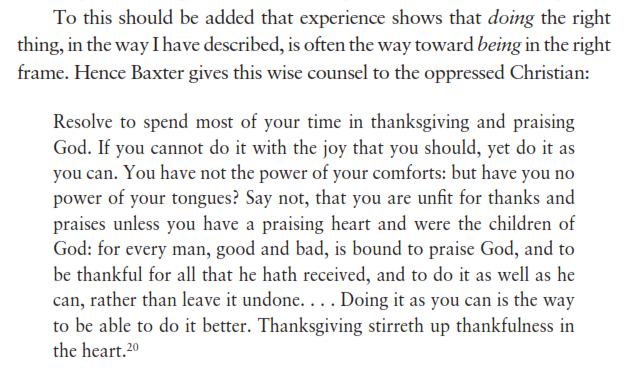 To this should be added that experience shows that doing the right
thing, in the way I have described, is often the way toward being in the right
frame. Hence Baxter gives this wise counsel to the oppressed Christian:
Resolve to spend most of your time in thanksgiving and praising
God. If you cannot do it with the joy that you should, yet do it as
you can. You have not the power of your comforts: but have you no
power of your tongues? Say not, that you are unfit for thanks and
praises unless you have a praising heart and were the children of
God: for every man, good and bad, is bound to praise God, and to
be thankful for all that he hath received, and to do it as well as he
can, rather than leave it undone. . . . Doing it as you can is the way
to be able to do it better. Thanksgiving stirreth up thankfulness in
the heart.20